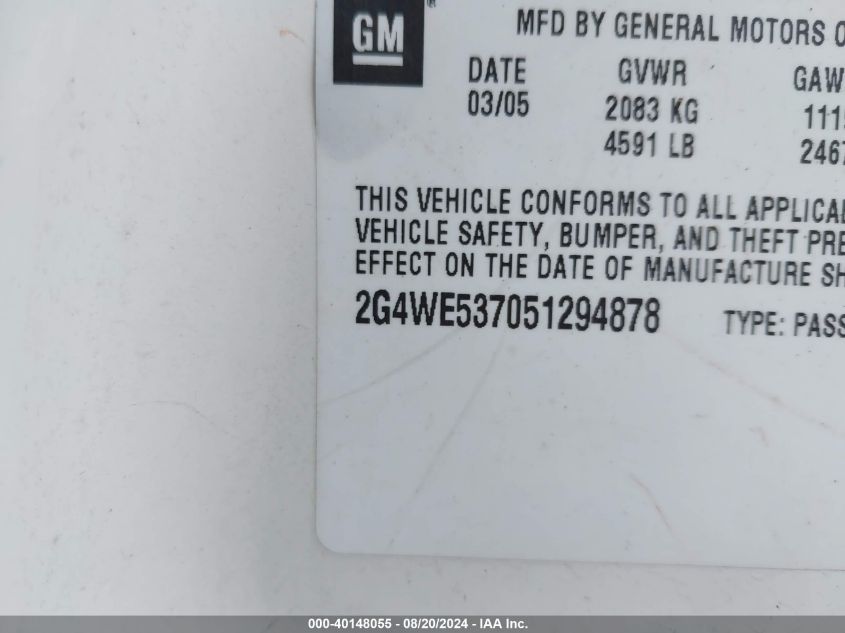 GM ®
MFD BY GENERAL MOTORS
DATE GVWR
03/05 2083 KG
4591 LB
THIS VEHICLE CONFORMS TO ALL
VEHICLE SAFETY, BUMPER, AND THEFT
EFFECT ON THE DATE OF MANUFACTURE
2G4WE537051294878 TYPE:
000-40148055 - 08/20/2024 - IAA Inc.